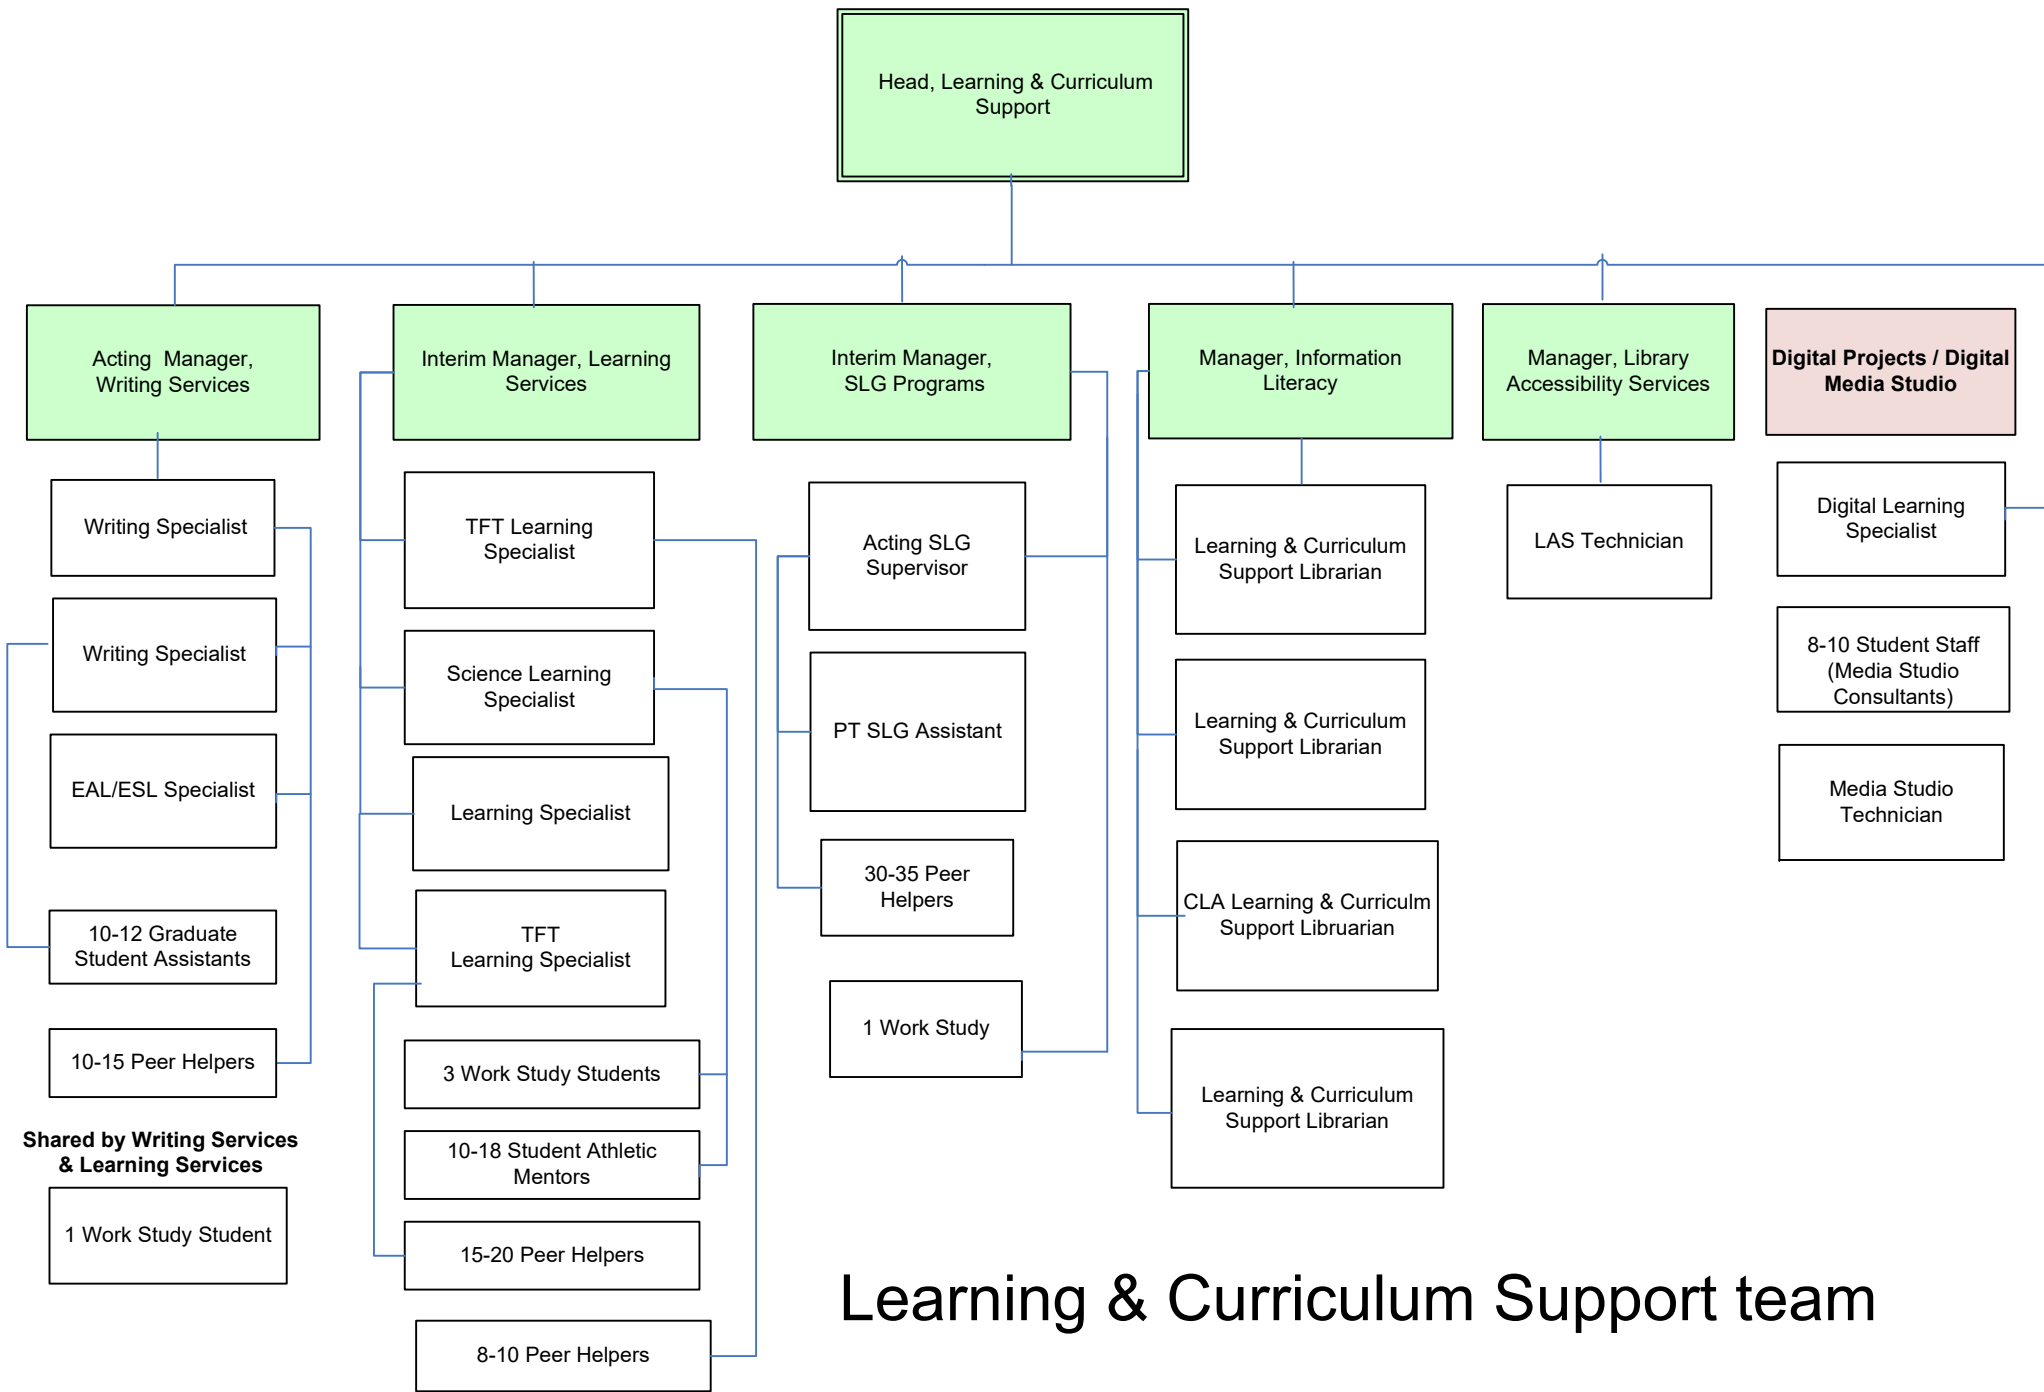 Head, Learning & Curriculum
Support
Acting  Manager,
Writing Services
Interim Manager, Learning
Services
Interim Manager,
SLG Programs
Manager, Information
Literacy
Manager, Library
Accessibility Services
Digital Projects / Digital
Media Studio
Writing Specialist
Writing Specialist
EAL/ESL Specialist
10-12 Graduate
Student Assistants
10-15 Peer Helpers
Shared by Writing Services
& Learning Services
1 Work Study Student
TFT Learning
Specialist
Science Learning
Specialist
Learning Specialist
TFT
Learning Specialist
3 Work Study Students
10-18 Student Athletic
Mentors
15-20 Peer Helpers
8-10 Peer Helpers
Acting SLG
Supervisor
PT SLG Assistant
30-35 Peer
Helpers
1 Work Study
Learning & Curriculum
Support Librarian
Learning & Curriculum
Support Librarian
CLA Learning & Curriculm
Support Libruarian
Learning & Curriculum
Support Librarian
LAS Technician
Digital Learning
Specialist
8-10 Student Staff
(Media Studio
Consultants)
Media Studio
Technician
Learning & Curriculum Support team